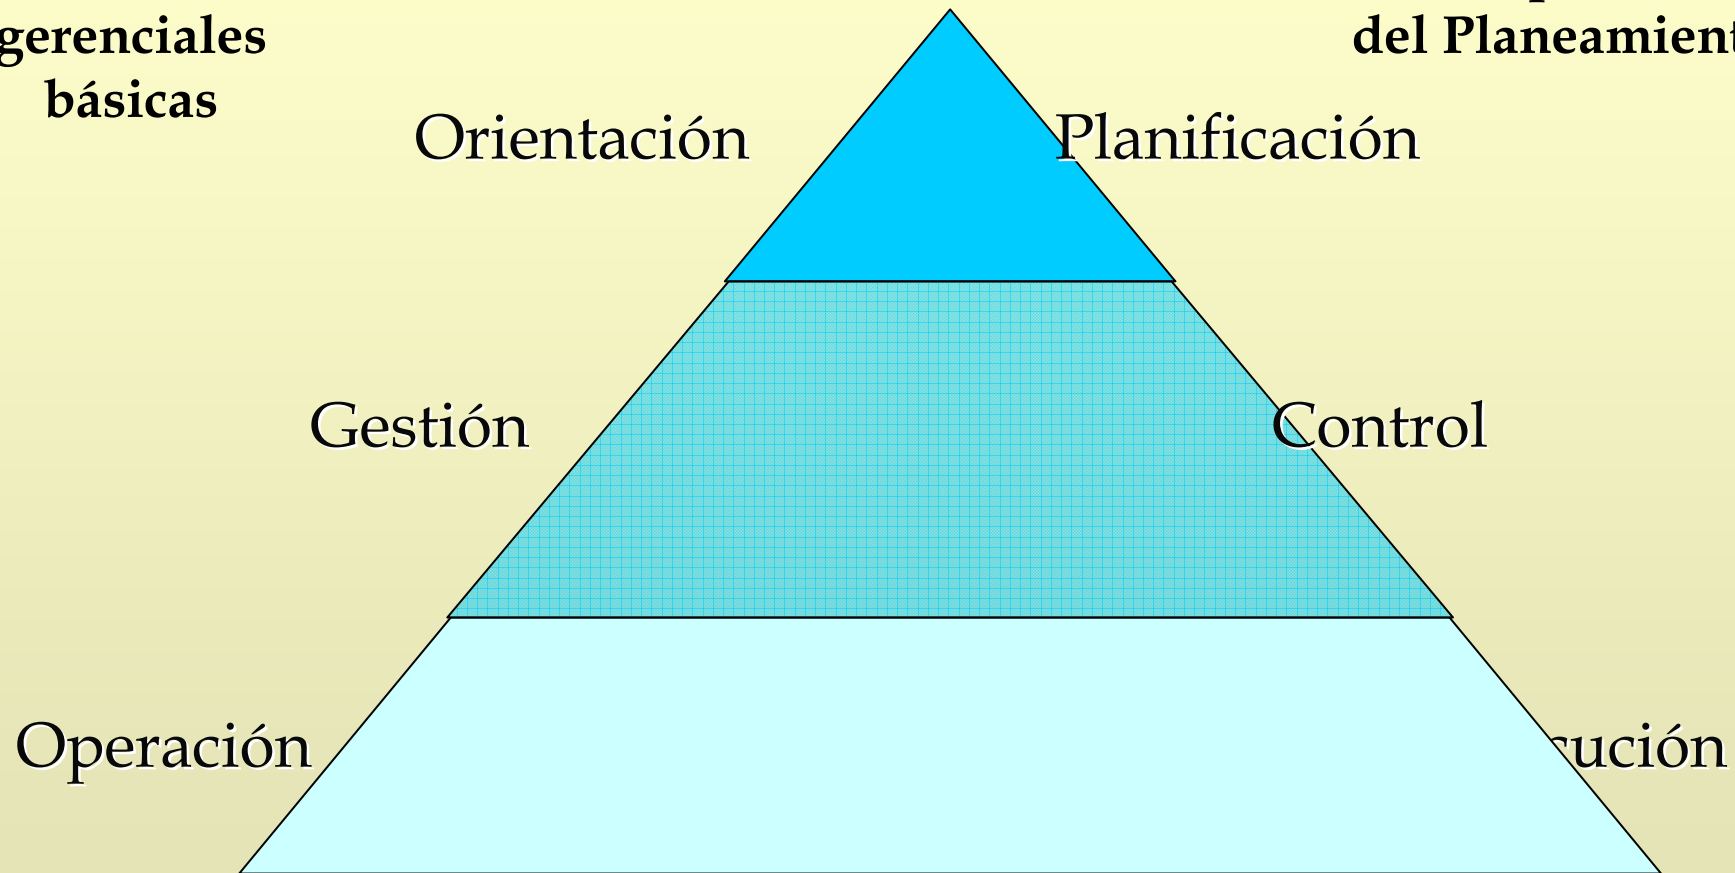 gerenciales
básicas
del Planeamient
Orientación
Planificación
Gestión
Control
Operación
cución